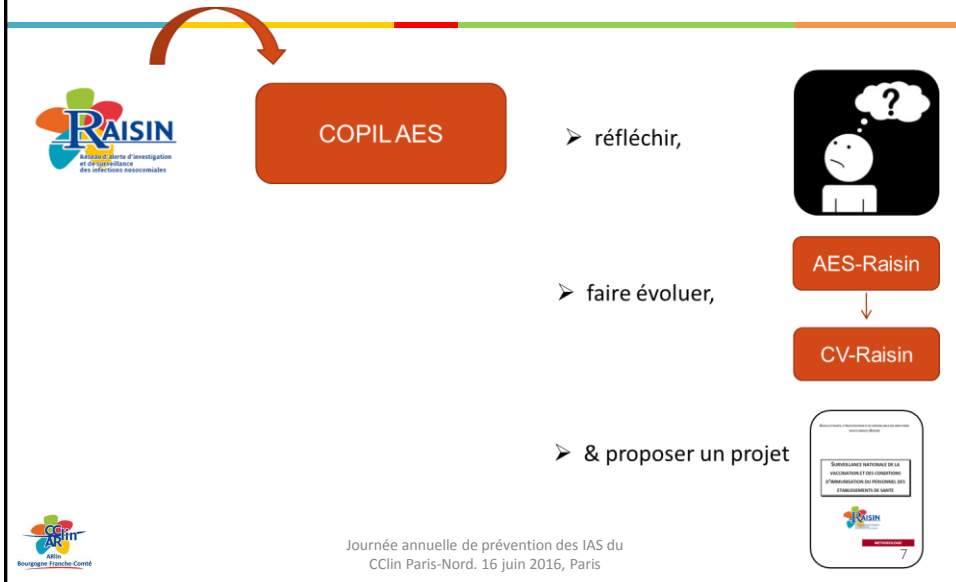 RAISIN
Réseau d'alerte d'investigation
et de surveillance
des infections nosocomiales
COPIL AES
➢ réfléchir,
?
AES-Raisin
➢ faire évoluer,
CV-Raisin
➢ & proposer un projet
SURVEILLANCE NATIONALE DE LA
VACCINATION ET DES CONDITIONS
D'IMMUNISATION DU PERSONNEL DES
ETABLISSEMENTS DE SANTE
RAISIN
METHODOLOGIE
7
CClin
AR
ARlin
Bourgogne Franche-Comté
Journée annuelle de prévention des IAS du
CClin Paris-Nord. 16 juin 2016, Paris